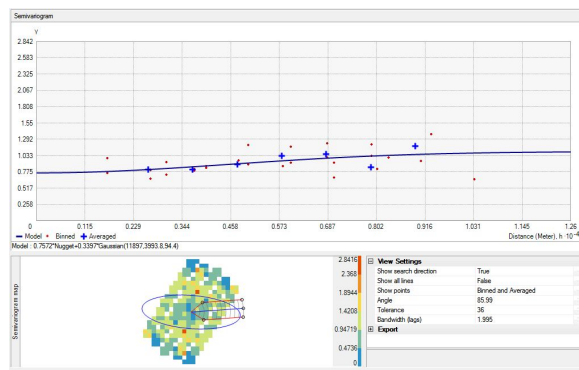 Semivariogram
γ
2.842
2.583
2.325
2.067
1.808
1.55
1.292
1.033
0.775
0.517
0.258
0 0.115 0.229 0.344 0.458 0.573 0.687 0.802 0.916 1.031 1.145 1.26
Model Binned Averaged Distance (Meter), h ·10⁻⁴
Model : 0.7572*Nugget+0.3397*Gaussian(11897,3993.8,94.4)
Semivariogram map
2.8416
2.368
1.8944
1.4208
0.94719
0.4736
0
View Settings
Show search direction True
Show all lines False
Show points Binned and Averaged
Angle 85.99
Tolerance 36
Bandwidth (lags) 1.995
Export